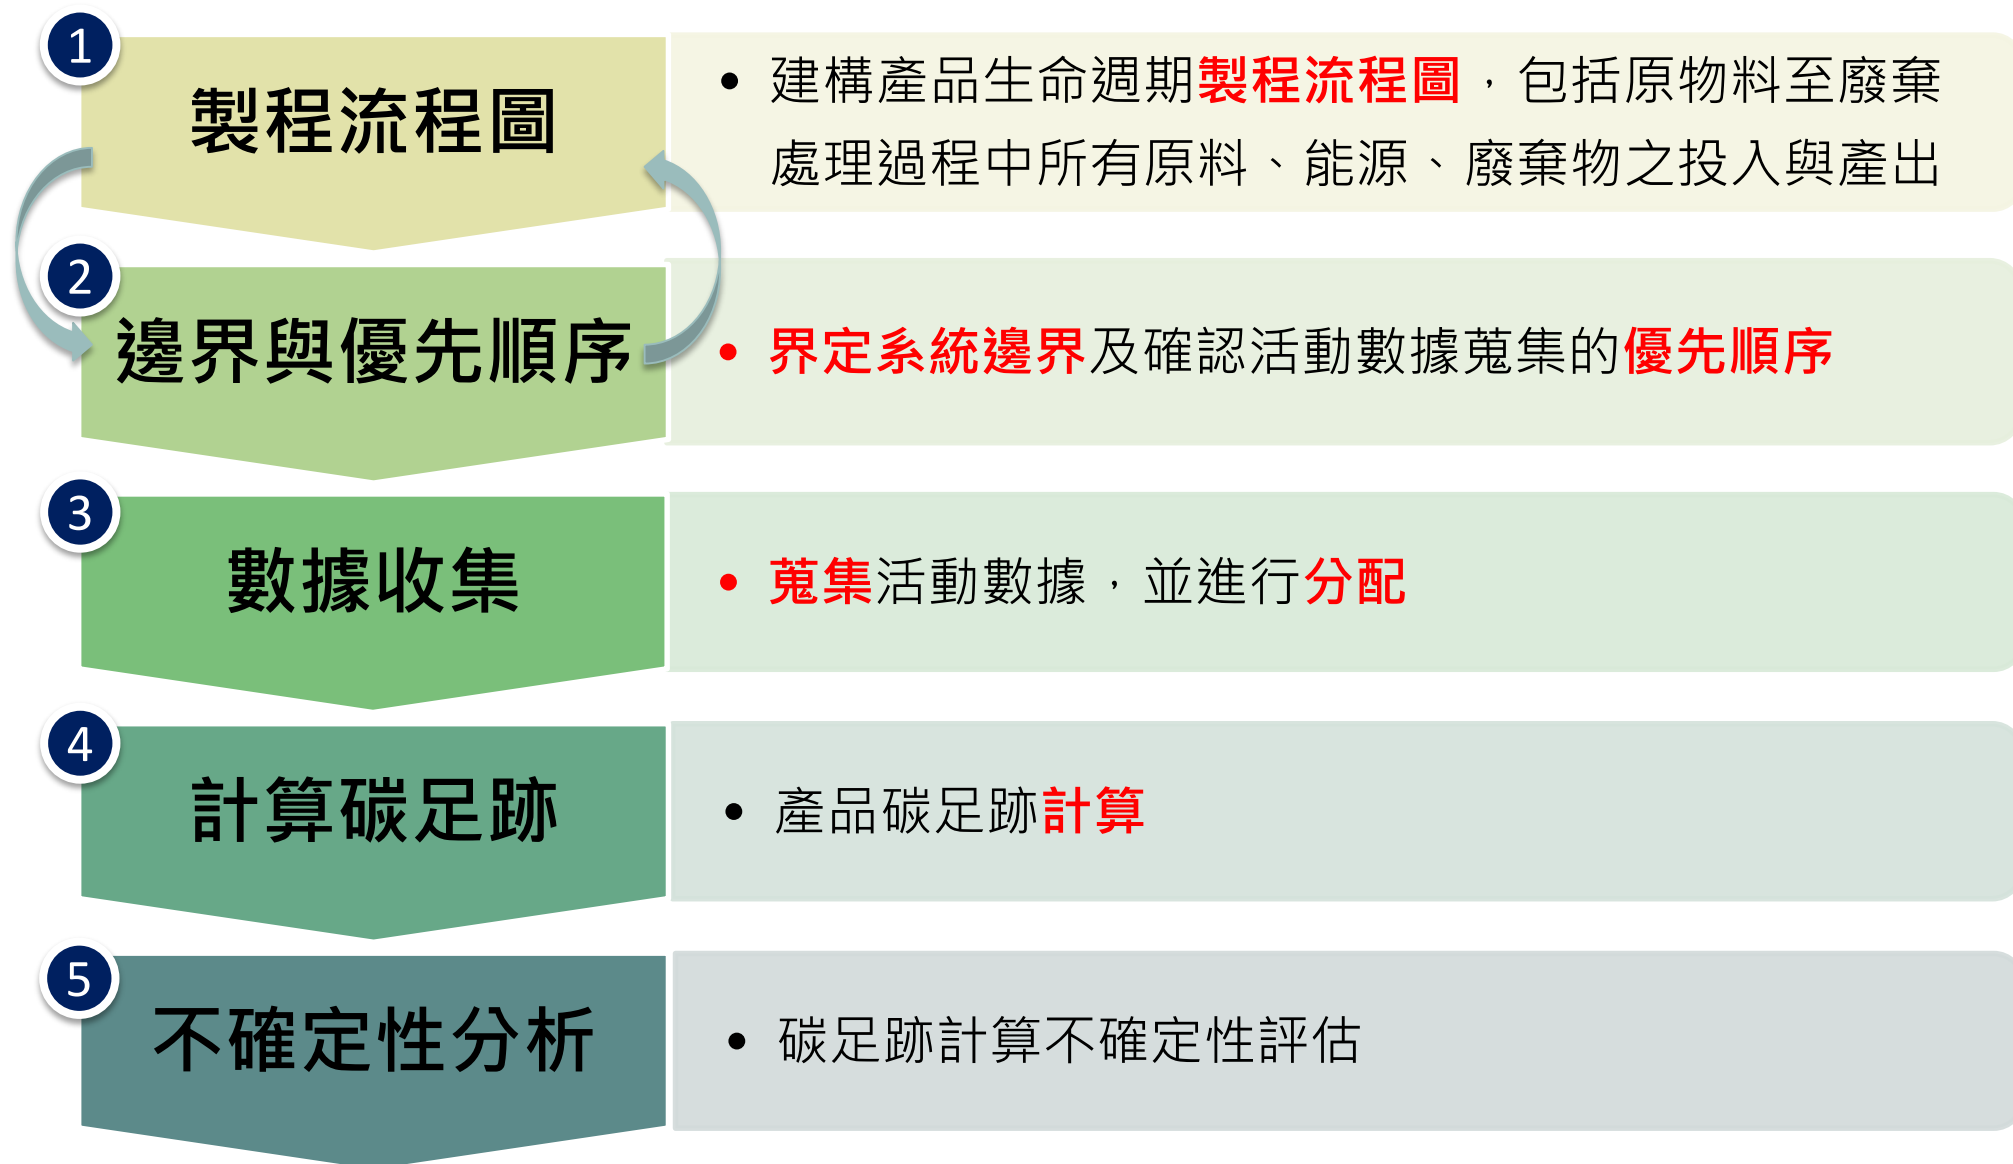 1
製程流程圖
• 建構產品生命週期製程流程圖，包括原物料至廢棄
處理過程中所有原料、能源、廢棄物之投入與產出
2
邊界與優先順序
• 界定系統邊界及確認活動數據蒐集的優先順序
3
數據收集
• 蒐集活動數據，並進行分配
4
計算碳足跡
• 產品碳足跡計算
5
不確定性分析
• 碳足跡計算不確定性評估